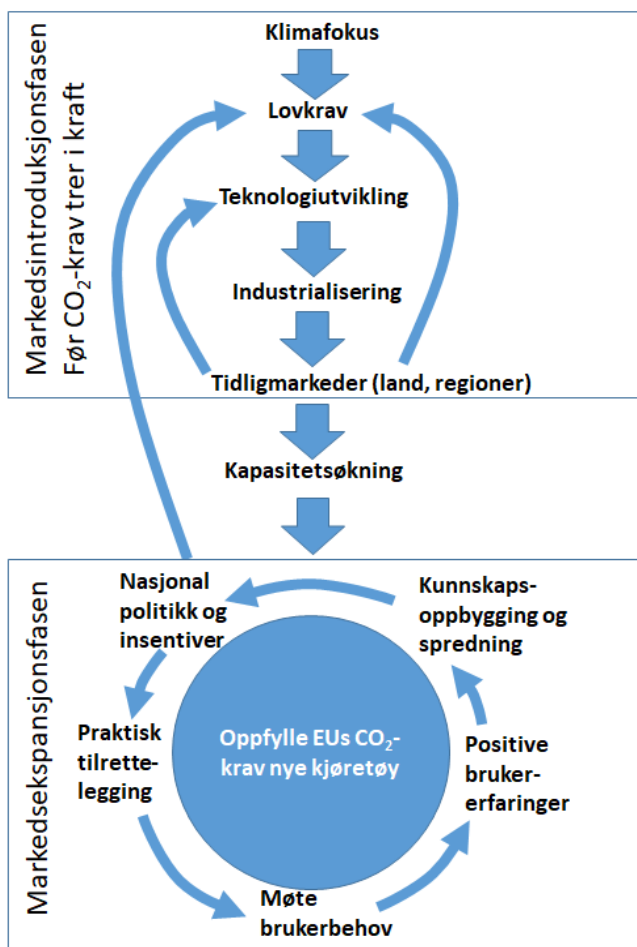 Markedsintroduksjonsfasen
Før CO₂-krav trer i kraft
Klimafokus
Lovkrav
Teknologiutvikling
Industrialisering
Tidligmarkeder (land, regioner)
Kapasitetsøkning
Markedsekspansjonsfasen
Nasjonal
politikk og
insentiver
Kunnskaps-
oppbygging og
spredning
Praktisk
tilrette-
legging
Oppfylle EUs CO₂-
krav nye kjøretøy
Positive
bruker-
erfaringer
Møte
brukerbehov